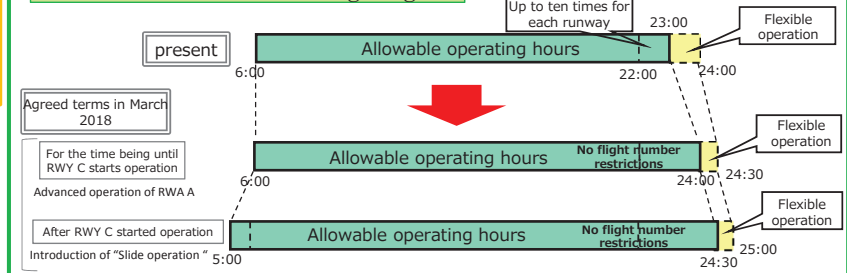 Up to ten times for
each runway
23:00
Flexible
operation
present
Allowable operating hours
6:00
22:00
24:00
Agreed terms in March
2018
For the time being until
RWY C starts operation
Allowable operating hours
No flight number
restrictions
Flexible
operation
Advanced operation of RWA A
6:00
24:00
24:30
After RWY C started operation
Allowable operating hours
No flight number
restrictions
Flexible
operation
Introduction of “Slide operation ”
5:00
24:30
25:00